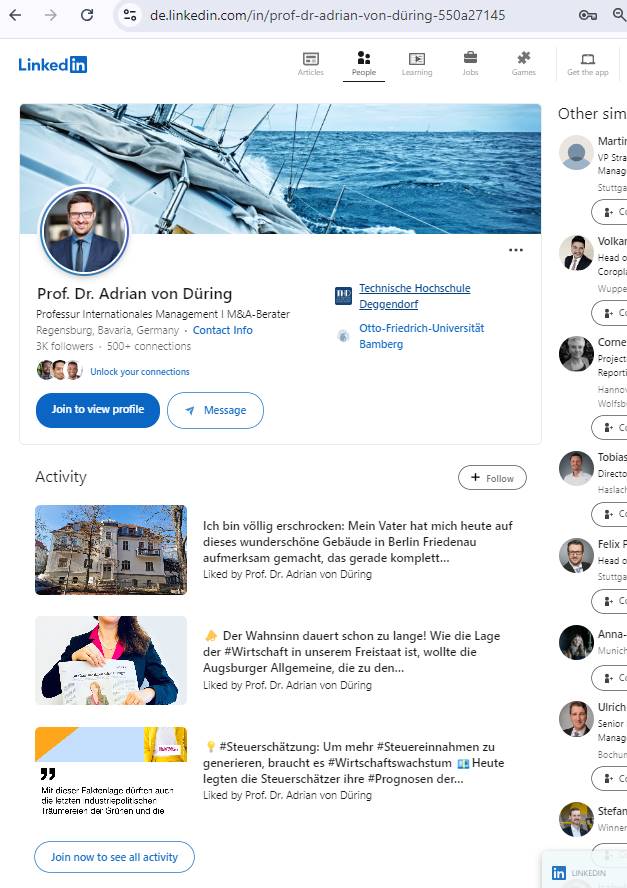 de.linkedin.com/in/prof-dr-adrian-von-düring-550a27145
Linked in
Articles
People
Learning
Jobs
Games
Get the app
Prof. Dr. Adrian von Düring
Professur Internationales Management I M&A-Berater
Regensburg, Bavaria, Germany · Contact Info
3K followers · 500+ connections
Unlock your connections
Join to view profile
Message
Technische Hochschule
Deggendorf
Otto-Friedrich-Universität
Bamberg
Activity
Follow
Ich bin völlig erschrocken: Mein Vater hat mich heute auf
dieses wunderschöne Gebäude in Berlin Friedenau
aufmerksam gemacht, das gerade komplett...
Liked by Prof. Dr. Adrian von Düring
Der Wahnsinn dauert schon zu lange! Wie die Lage
der #Wirtschaft in unserem Freistaat ist, wollte die
Augsburger Allgemeine, die zu den...
Liked by Prof. Dr. Adrian von Düring
Mit dieser Faktenlage dürften auch
die letzten industriepolitischen
Träumereien der Grünen und die
#Steuerschätzung: Um mehr #Steuereinnahmen zu
generieren, braucht es #Wirtschaftswachstum Heute
legten die Steuerschätzer ihre #Prognosen der...
Liked by Prof. Dr. Adrian von Düring
Join now to see all activity
Other sim
Martin
VP Stra
Manag
Stuttga
Co
Volkan
Head o
Coropla
Wuppe
Co
Corne
Project
Reporti
Hannov
Wolfsb
Co
Tobias
Directo
Haslach
Co
Felix P
Head o
Stuttga
Co
Anna-
Munich
Co
Ulrich
Senior
Manag
Bochum
Co
Stefan
Winner
LINKEDIN